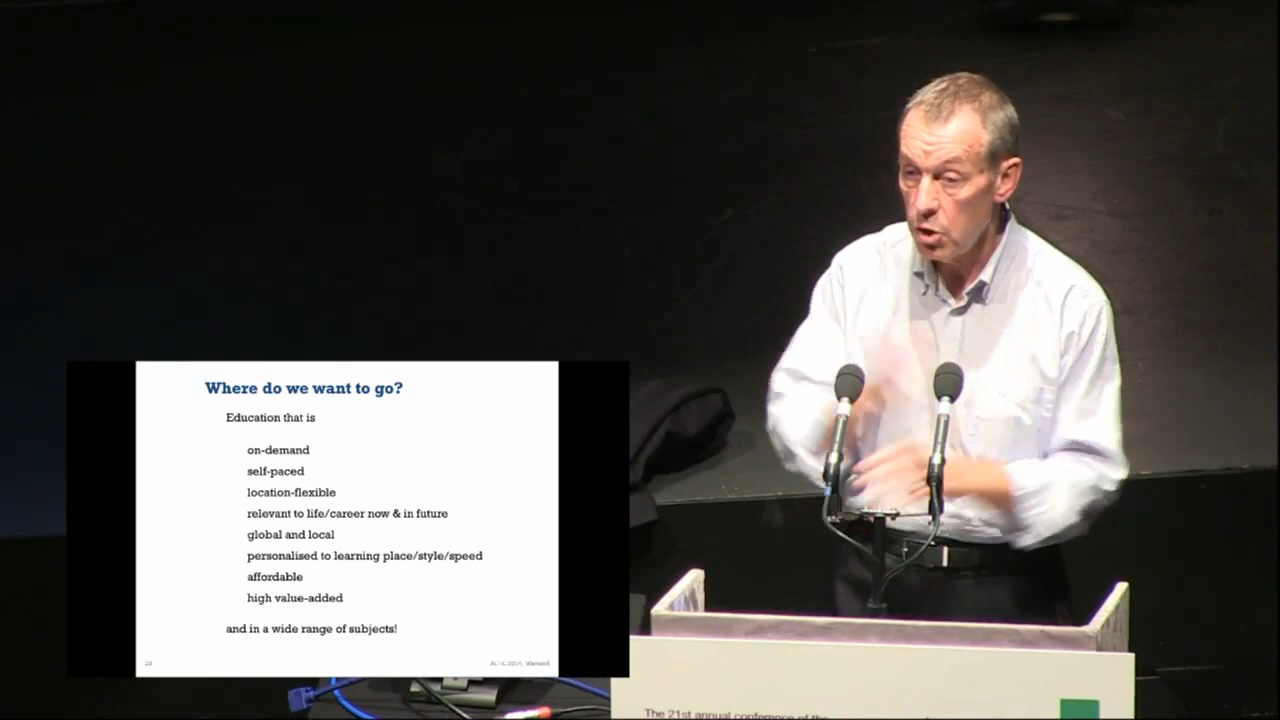 Where do we want to go?
Education that is
on-demand
self-paced
location-flexible
relevant to life/career now & in future
global and local
personalised to learning place/style/speed
affordable
high value-added
and in a wide range of subjects!
The 21st annual conference of the